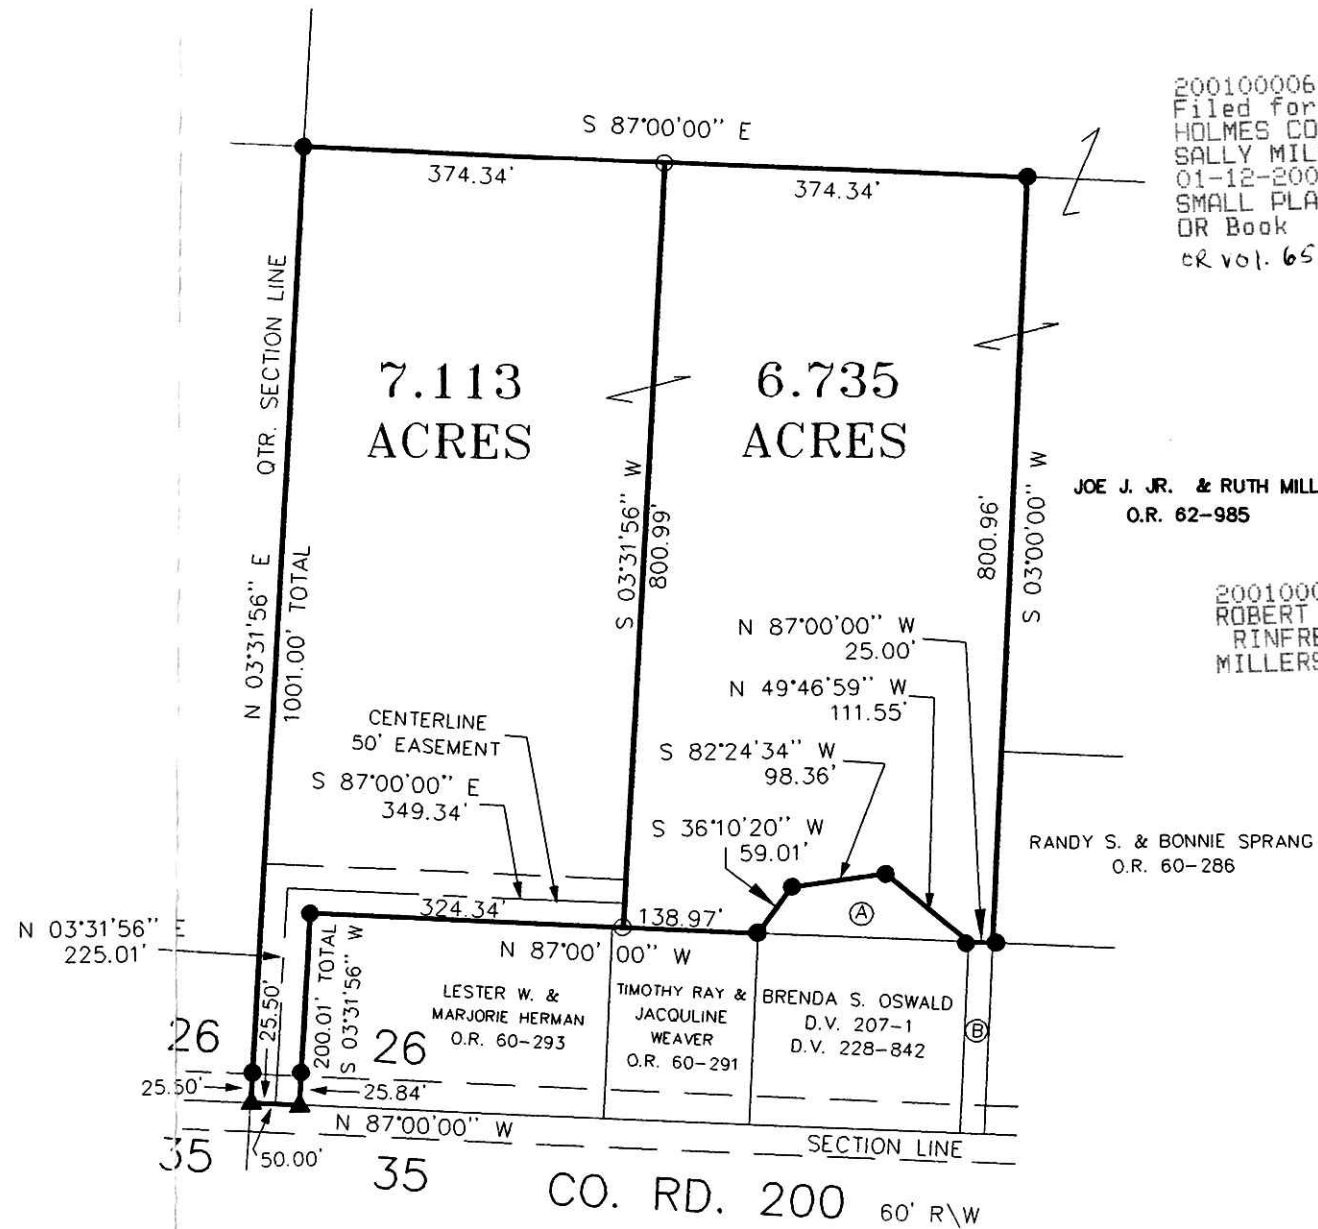 S 87°00'00" E
374.34'
374.34'
200100006
Filed for
HOLMES CO
SALLY MIL
01-12-200
SMALL PLA
OR Book
OR vol. 65
QTR. SECTION LINE
N 03°31'56" E
1001.00' TOTAL
7.113
ACRES
6.735
ACRES
S 03°31'56" W
800.99'
800.96'
S 03°00'00" W
JOE J. JR. & RUTH MILL
O.R. 62-985
2001000
ROBERT
RINFRE
MILLERS
N 87°00'00" W
25.00'
N 49°46'59" W
111.55'
S 82°24'34" W
98.36'
S 36°10'20" W
59.01'
CENTERLINE
50' EASEMENT
S 87°00'00" E
349.34'
RANDY S. & BONNIE SPRANG
O.R. 60-286
324.34'
138.97'
A
N 03°31'56" E
225.01'
N 87°00'00" W
200.01' TOTAL
S 03°31'56" W
25.50'
LESTER W. &
MARJORIE HERMAN
O.R. 60-293
TIMOTHY RAY &
JACQULINE
WEAVER
O.R. 60-291
BRENDA S. OSWALD
D.V. 207-1
D.V. 228-842
B
26
26
25.50'
25.84'
N 87°00'00" W
SECTION LINE
35
50.00'
35
CO. RD. 200 60' R\W